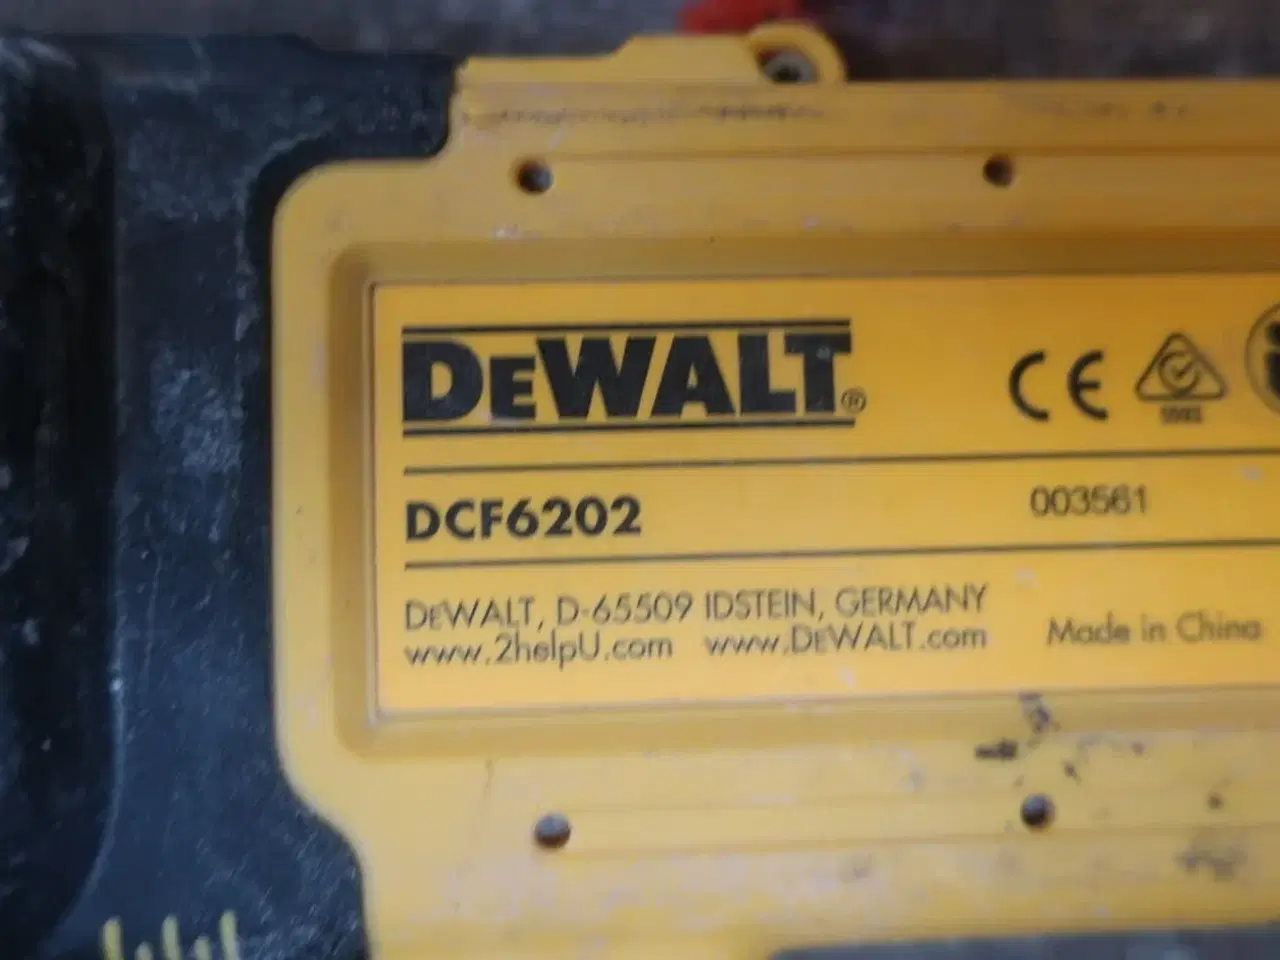 DEWALT®
CE
DCF6202 003561
DEWALT, D-65509 IDSTEIN, GERMANY
www.2helpU.com www.DEWALT.com Made in China